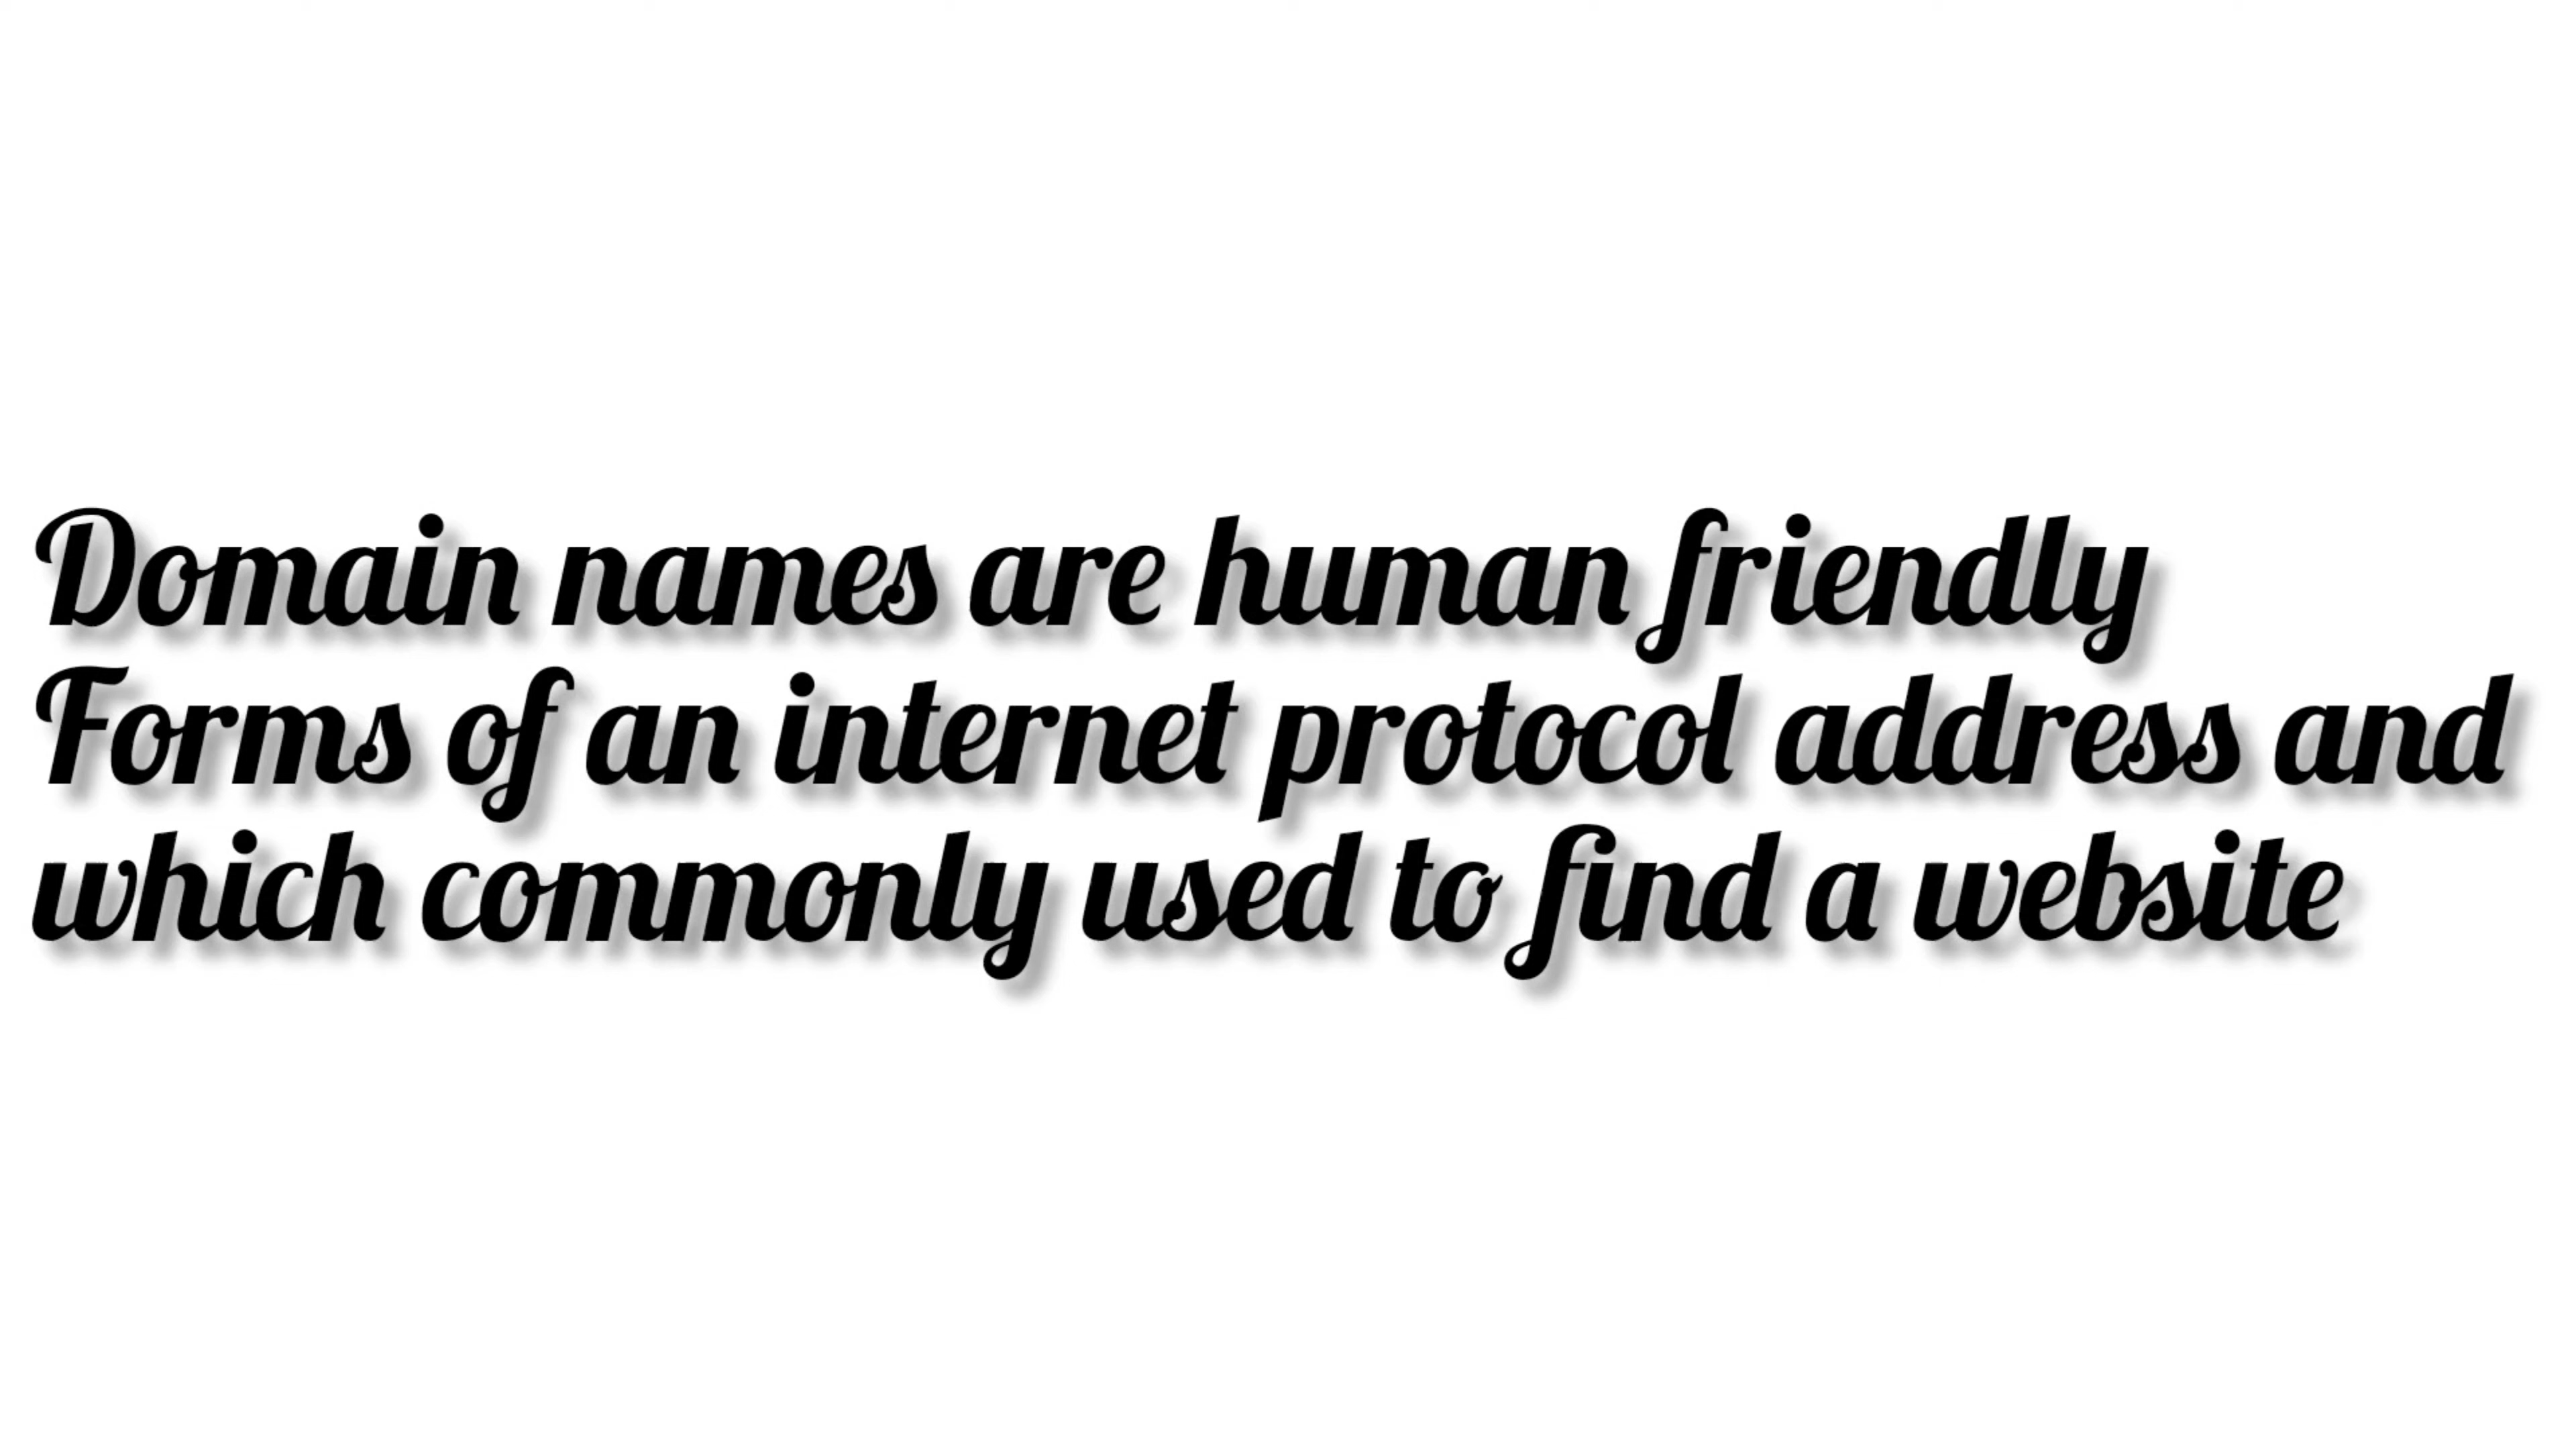 Domain names are human friendly
Forms of an internet protocol address and
which commonly used to find a website